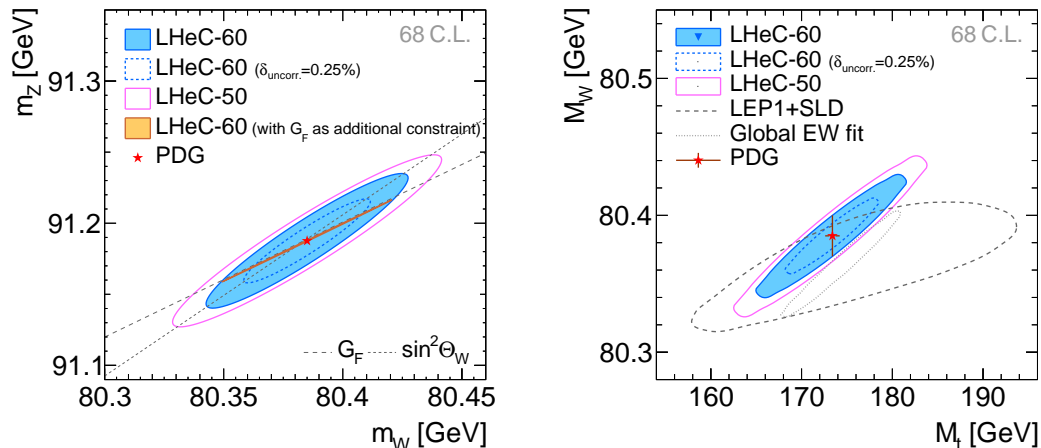 m_Z [GeV]
91.3
91.2
91.1
68 C.L.
LHeC-60
LHeC-60 (δ_uncorr.=0.25%)
LHeC-50
LHeC-60 (with G_F as additional constraint)
PDG
G_F
sin²Θ_W
80.3
80.35
80.4
80.45
m_W [GeV]
M_W [GeV]
80.5
80.4
80.3
68 C.L.
LHeC-60
LHeC-60 (δ_uncorr.=0.25%)
LHeC-50
LEP1+SLD
Global EW fit
PDG
160
170
180
190
M_t [GeV]